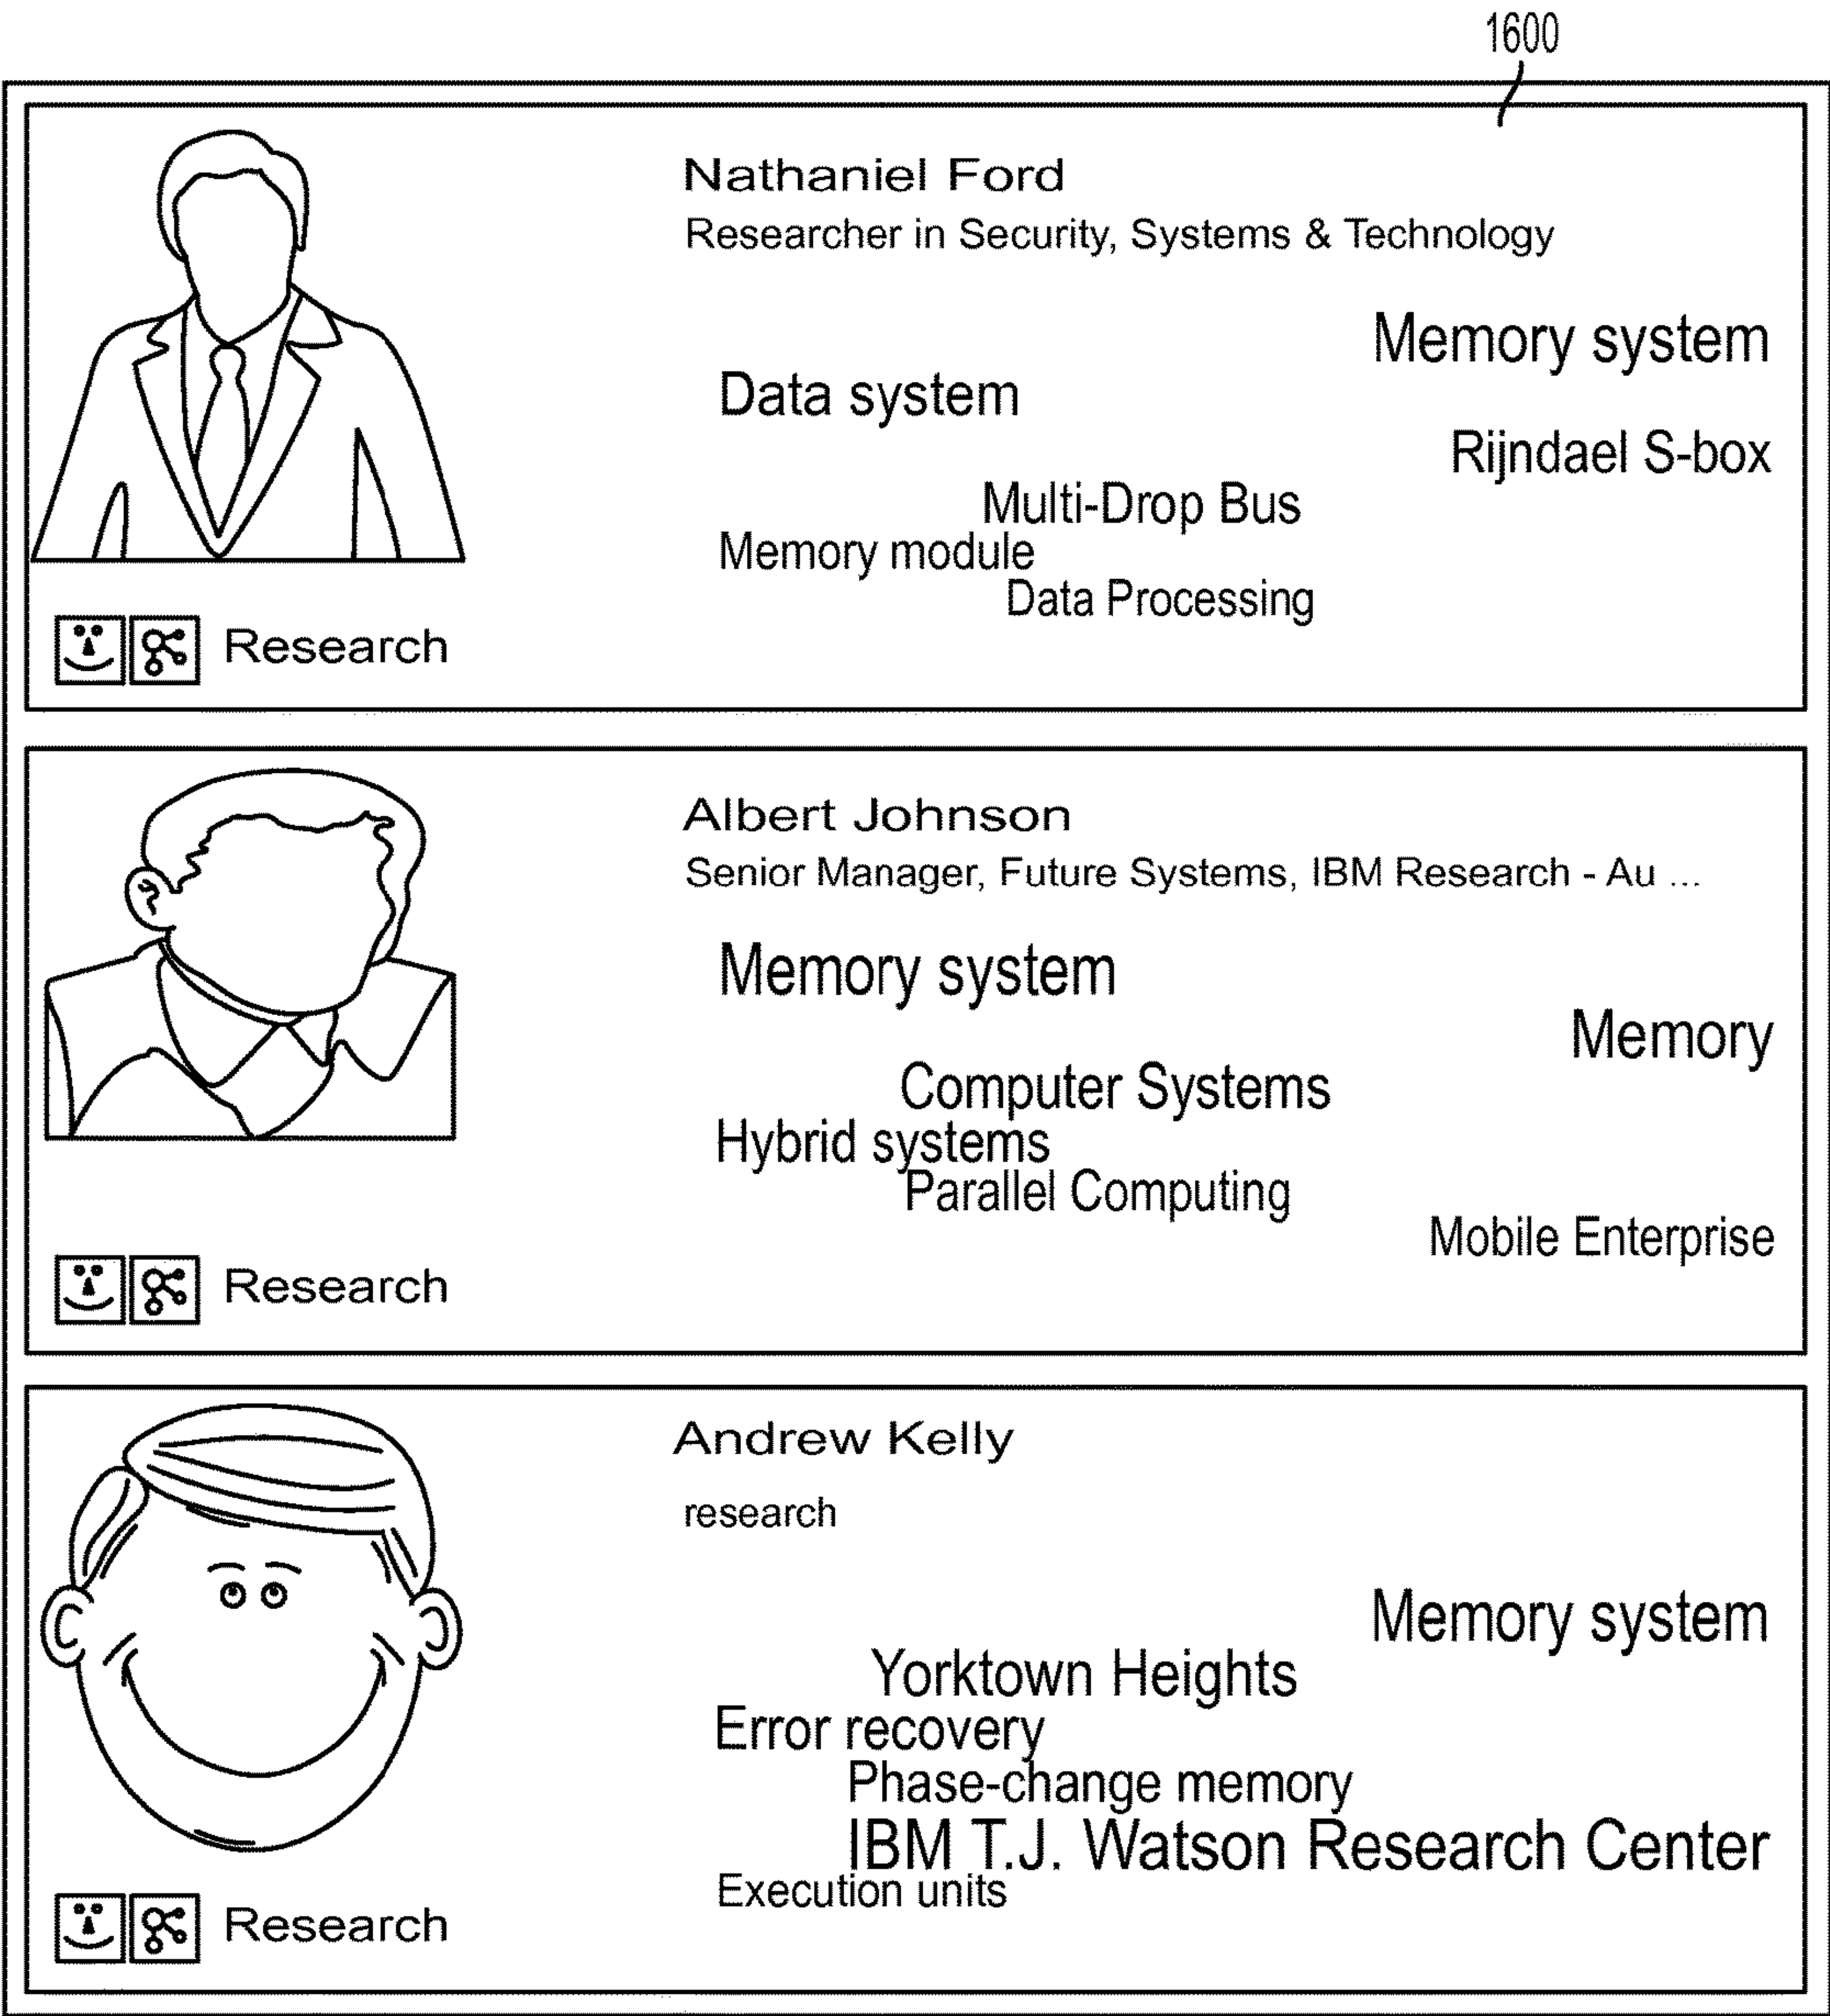 1600
Nathaniel Ford
Researcher in Security, Systems & Technology
Memory system
Data system
Rijndael S-box
Multi-Drop Bus
Memory module
Data Processing
Research
Albert Johnson
Senior Manager, Future Systems, IBM Research - Au ...
Memory system
Memory
Computer Systems
Hybrid systems
Parallel Computing
Mobile Enterprise
Research
Andrew Kelly
research
Memory system
Yorktown Heights
Error recovery
Phase-change memory
IBM T.J. Watson Research Center
Execution units
Research